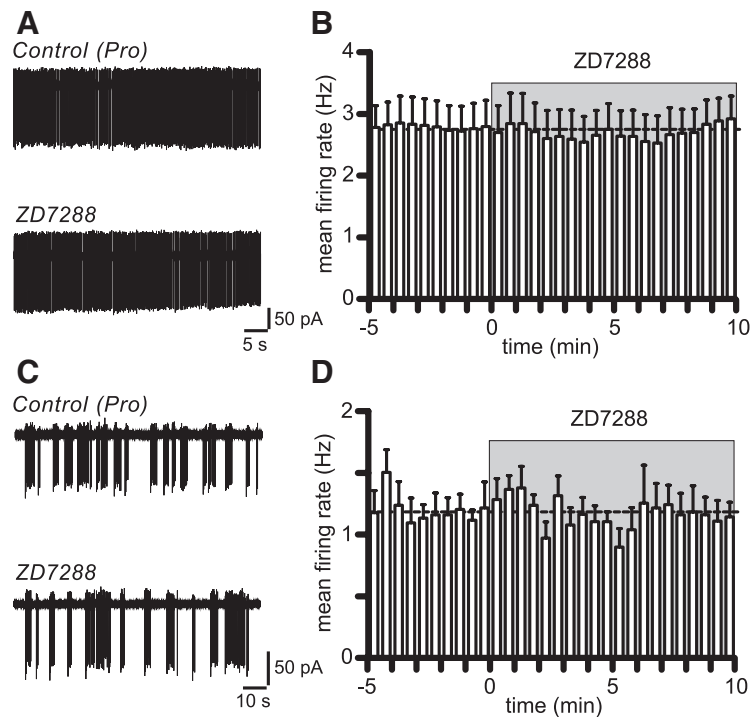 A
Control (Pro)
ZD7288
50 pA
5 s
B
ZD7288
mean firing rate (Hz)
4
3
2
1
0
-5
0
5
10
time (min)
C
Control (Pro)
ZD7288
50 pA
10 s
D
ZD7288
mean firing rate (Hz)
2
1
0
-5
0
5
10
time (min)